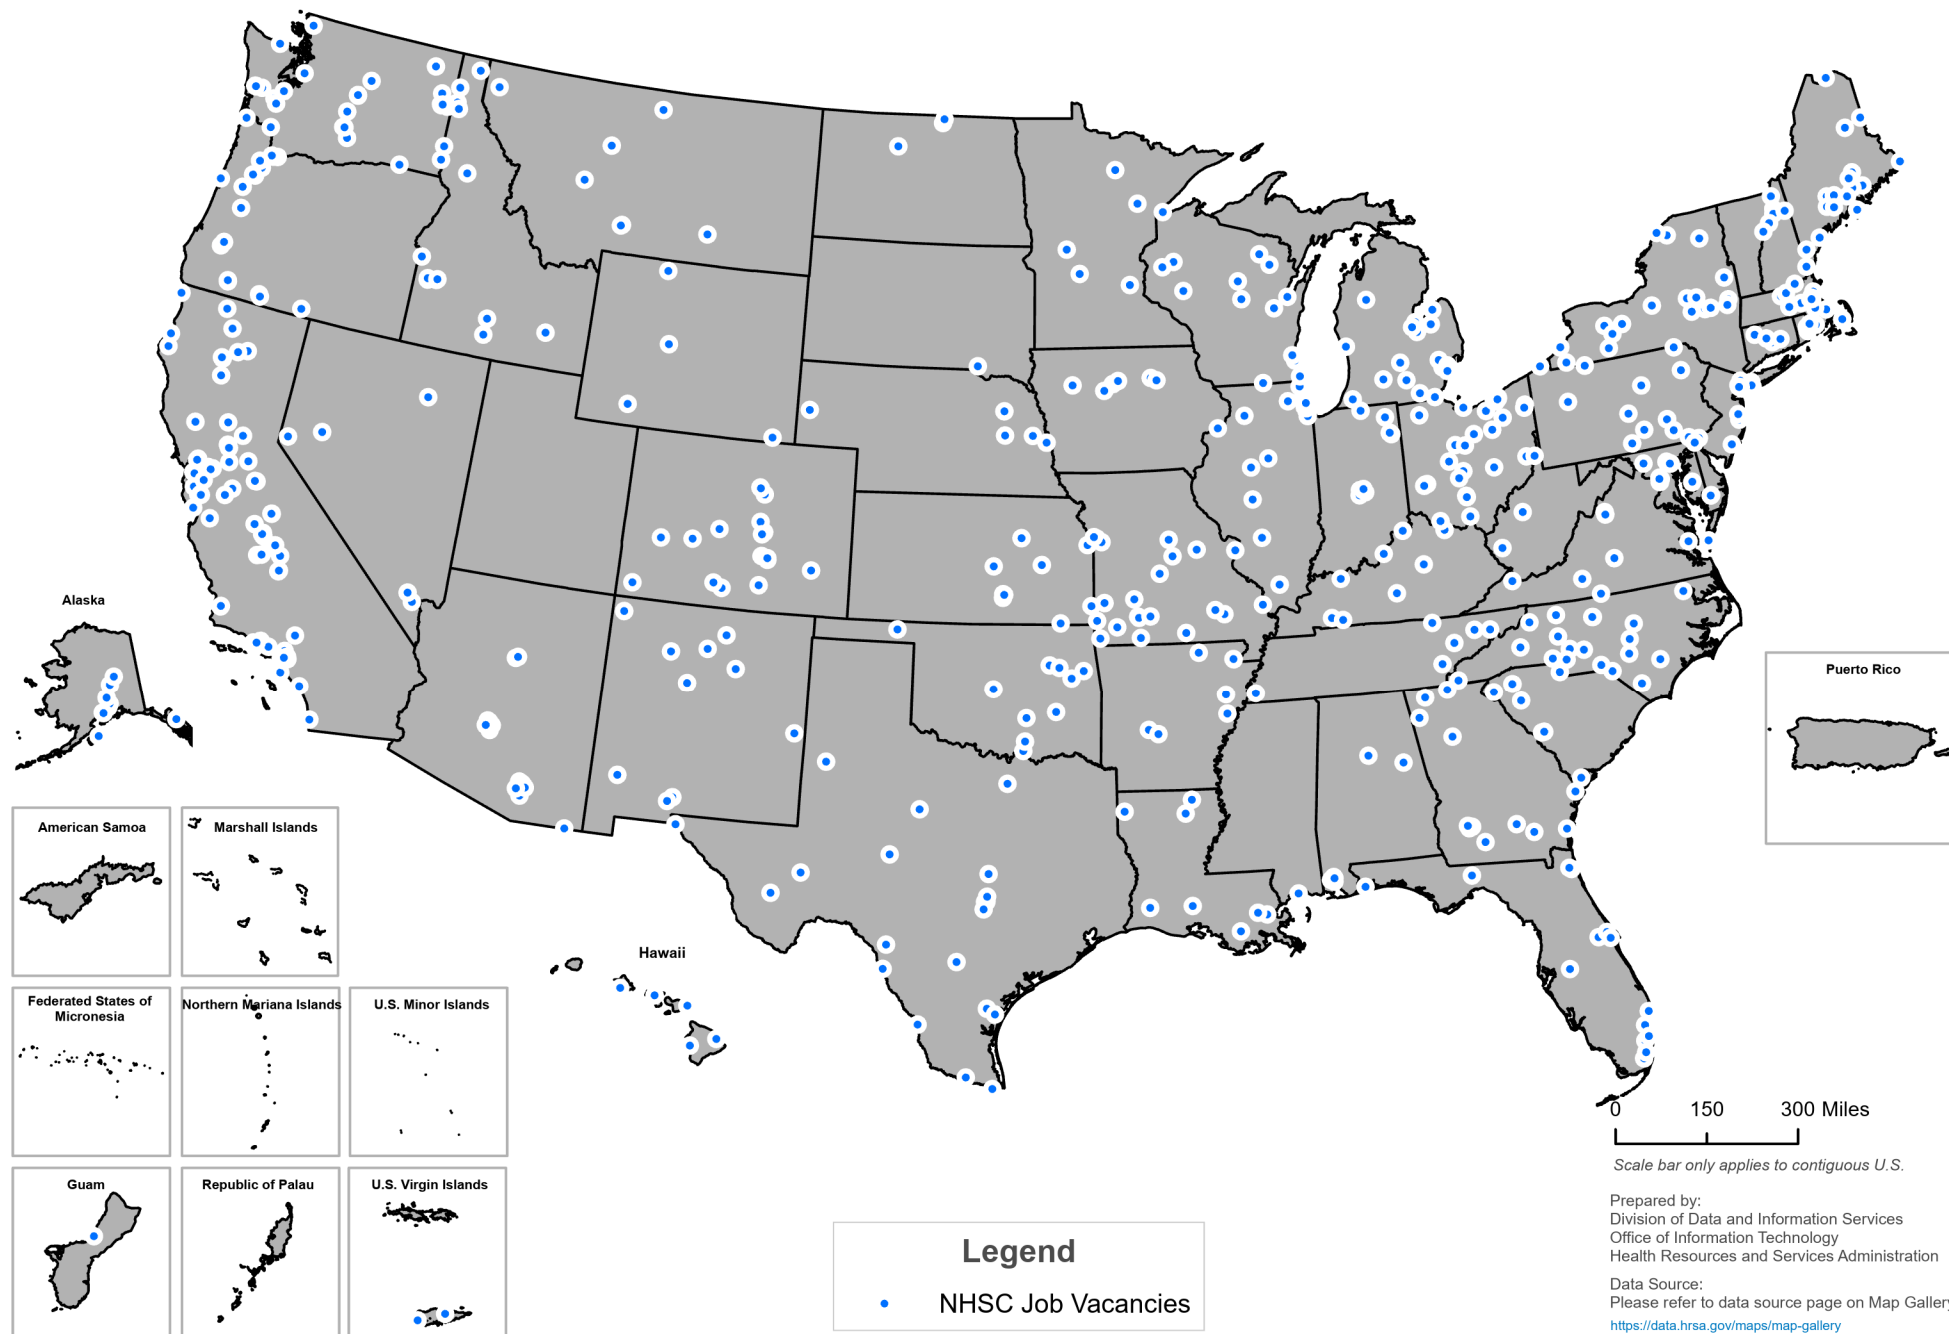 Alaska
Puerto Rico
American Samoa
Marshall Islands
Hawaii
Federated States of
Micronesia
Northern Mariana Islands
U.S. Minor Islands
Guam
Republic of Palau
U.S. Virgin Islands
Legend
NHSC Job Vacancies
0 150 300 Miles
Scale bar only applies to contiguous U.S.
Prepared by:
Division of Data and Information Services
Office of Information Technology
Health Resources and Services Administration
Data Source:
Please refer to data source page on Map Gallery
https://data.hrsa.gov/maps/map-gallery